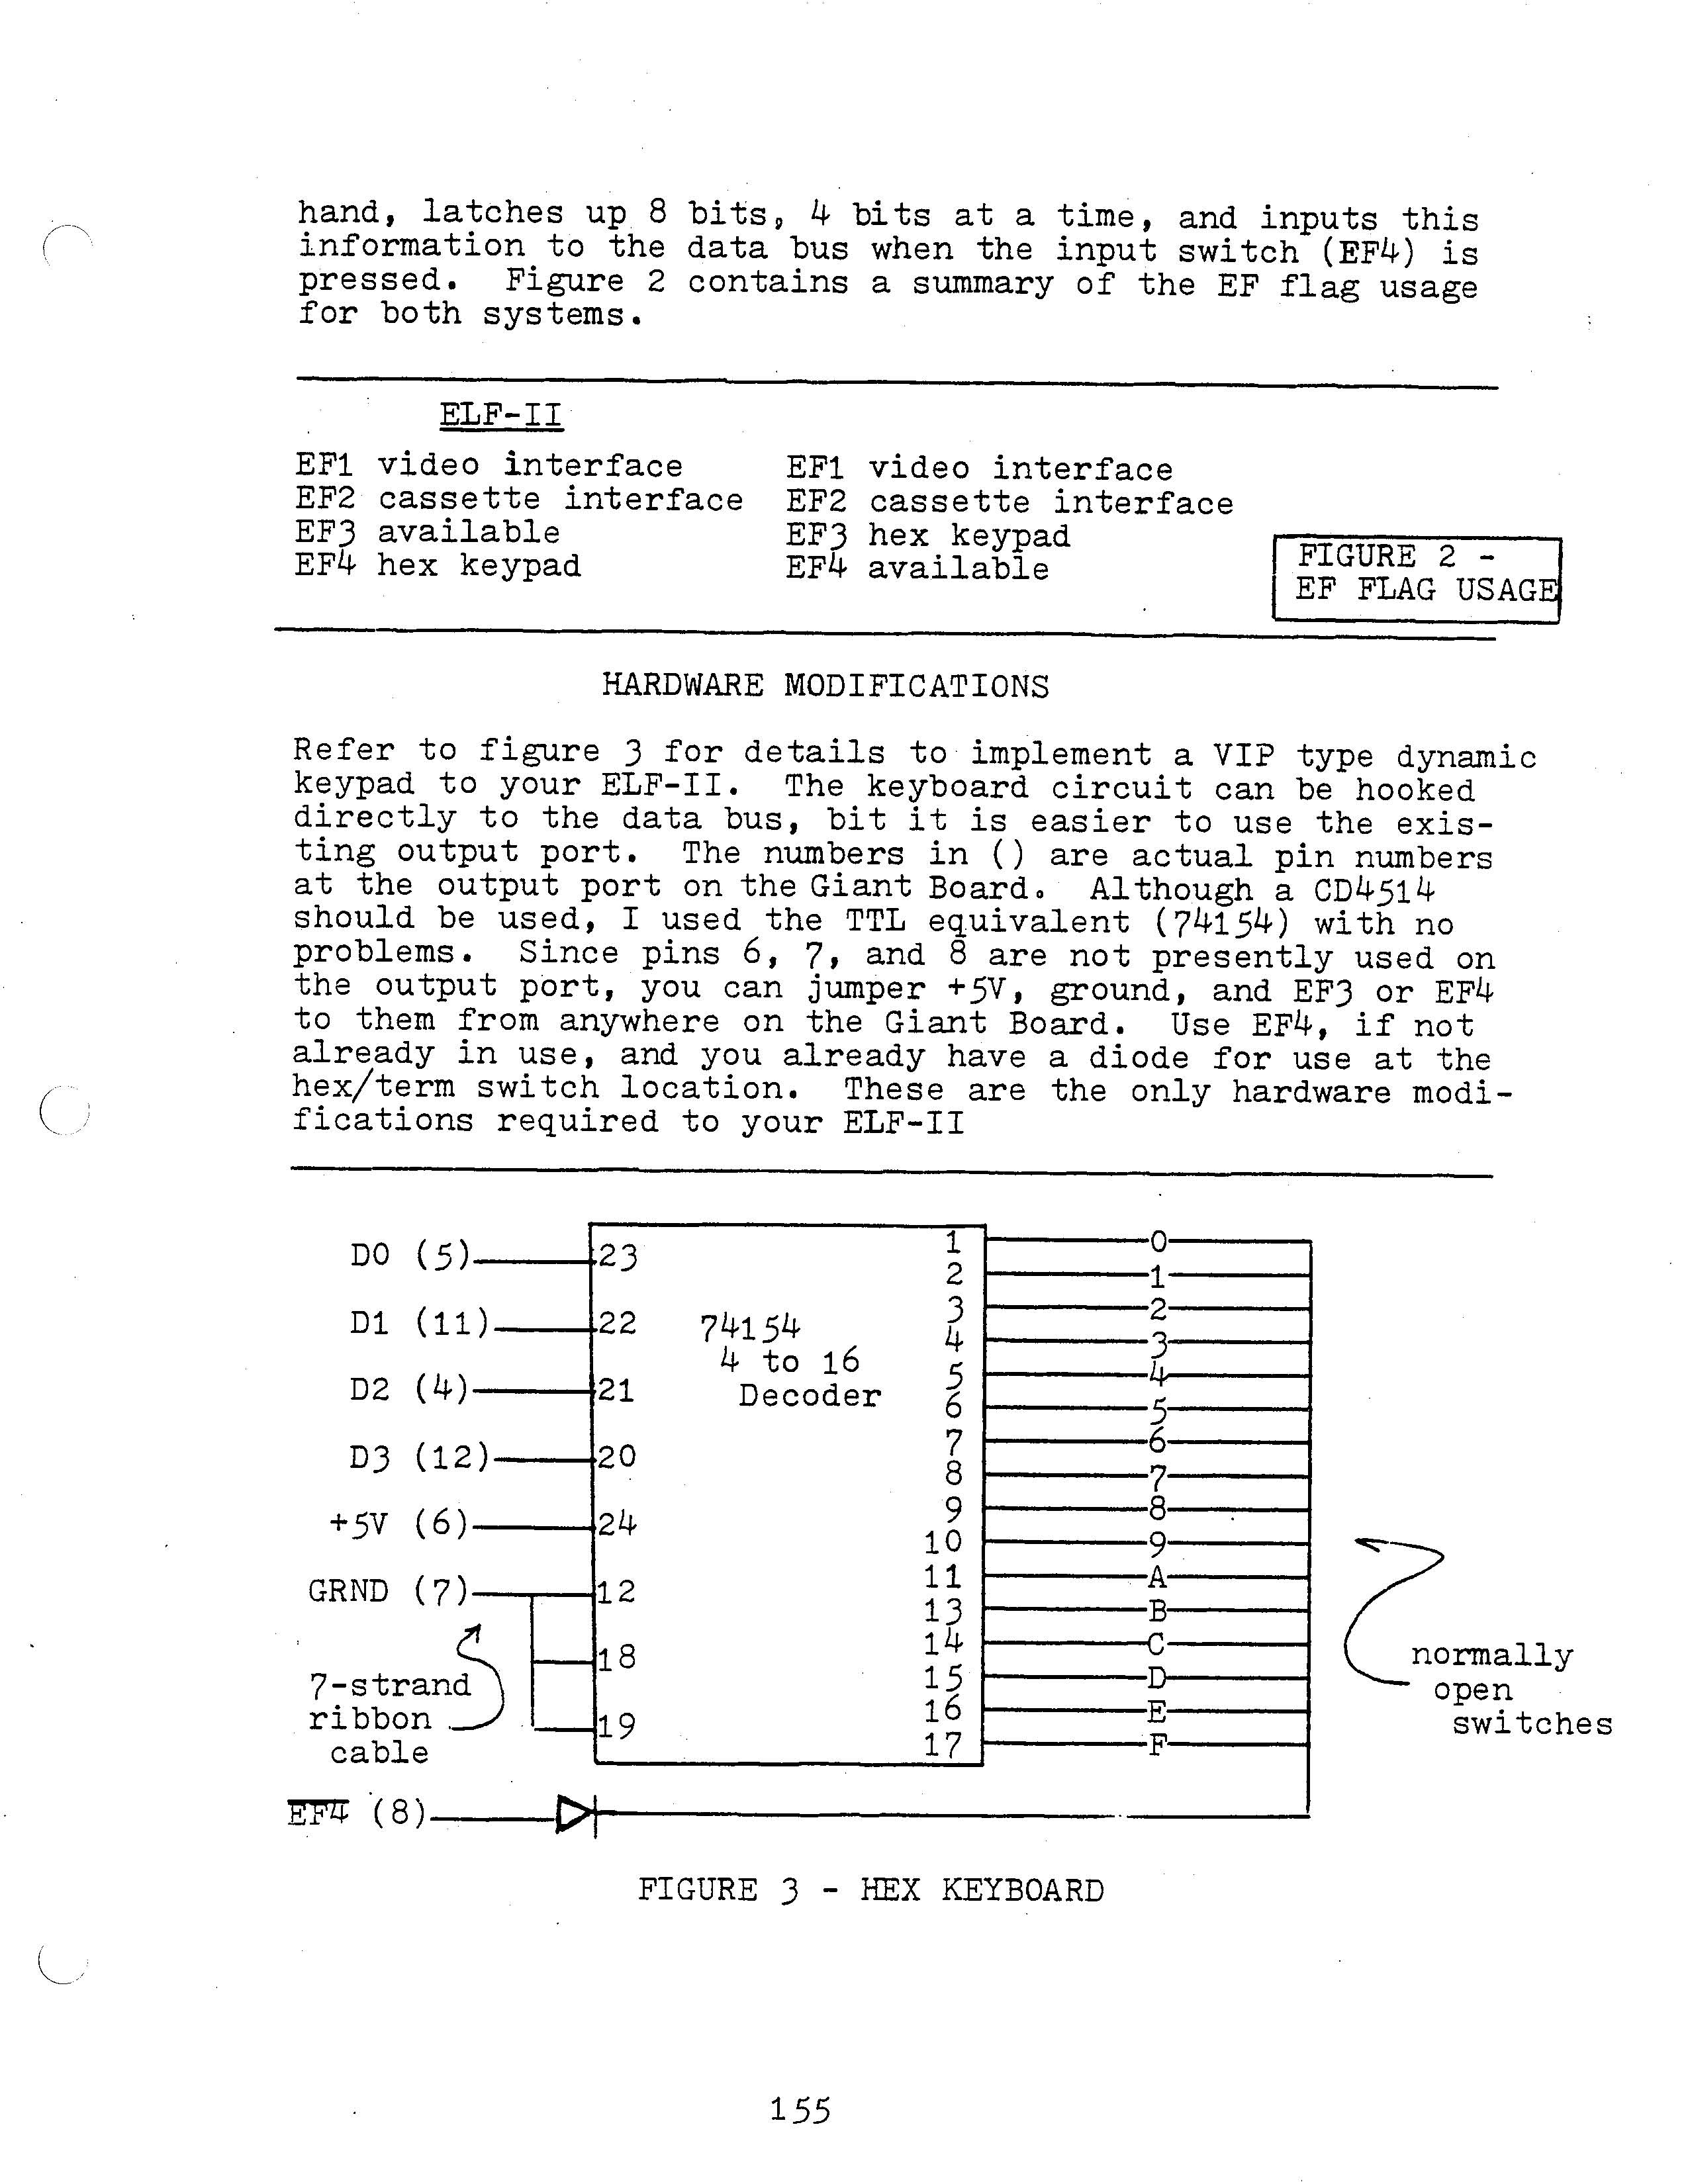 hand, latches up 8 bits, 4 bits at a time, and inputs this
information to the data bus when the input switch (EF4) is
pressed. Figure 2 contains a summary of the EF flag usage
for both systems.
ELF-II
EF1 video interface EF1 video interface
EF2 cassette interface EF2 cassette interface
EF3 available EF3 hex keypad
EF4 hex keypad EF4 available
FIGURE 2 -
EF FLAG USAGE
HARDWARE MODIFICATIONS
Refer to figure 3 for details to implement a VIP type dynamic
keypad to your ELF-II. The keyboard circuit can be hooked
directly to the data bus, bit it is easier to use the exis-
ting output port. The numbers in () are actual pin numbers
at the output port on the Giant Board. Although a CD4514
should be used, I used the TTL equivalent (74154) with no
problems. Since pins 6, 7, and 8 are not presently used on
the output port, you can jumper +5V, ground, and EF3 or EF4
to them from anywhere on the Giant Board. Use EF4, if not
already in use, and you already have a diode for use at the
hex/term switch location. These are the only hardware modi-
fications required to your ELF-II
D0 (5) 23
D1 (11) 22
D2 (4) 21
D3 (12) 20
+5V (6) 24
GRND (7) 12
18
19
7-strand
ribbon
cable
E̅F̅4̅ (8)
74154
4 to 16
Decoder
1 0
2 1
3 2
4 3
5 4
6 5
7 6
8 7
9 8
10 9
11 A
13 B
14 C
15 D
16 E
17 F
normally
open
switches
FIGURE 3 - HEX KEYBOARD
155